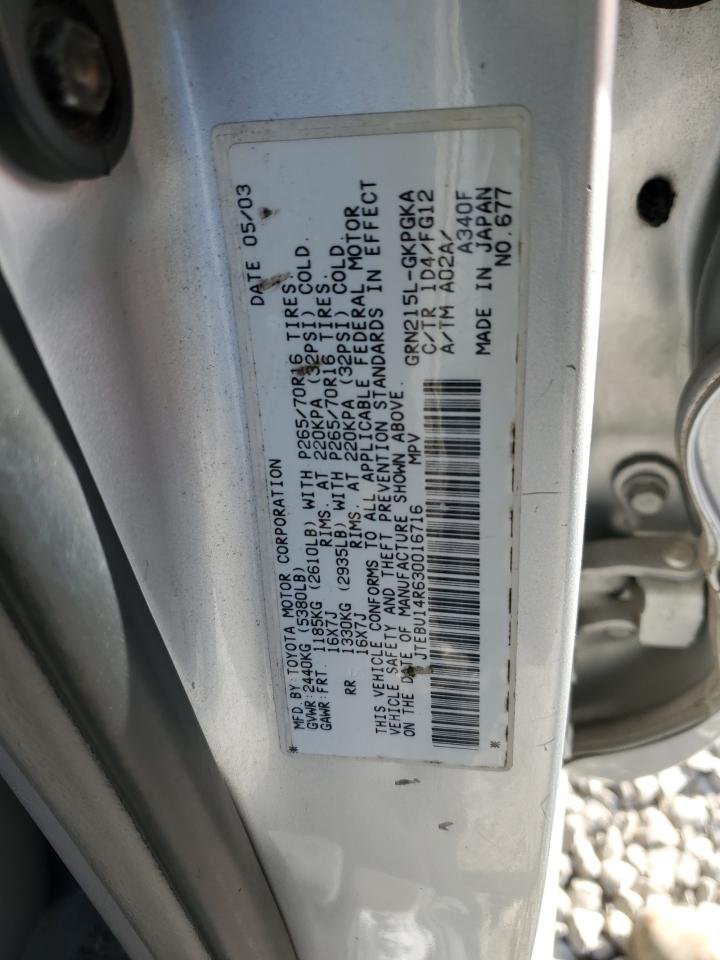 MFD. BY: TOYOTA MOTOR CORPORATION DATE 05/03
GVWR: 2440KG (5380LB)
GAWR: FRT. 1185KG (2610LB) WITH P265/70R16 TIRES.
16X7J RIMS. AT 220KPA (32PSI) COLD.
RR 1330KG (2935LB) WITH P265/70R16 TIRES.
16X7J RIMS. AT 220KPA (32PSI) COLD.
THIS VEHICLE CONFORMS TO ALL APPLICABLE FEDERAL MOTOR
VEHICLE SAFETY AND THEFT PREVENTION STANDARDS IN EFFECT
ON THE DATE OF MANUFACTURE SHOWN ABOVE.
JTEBU14R630016716 MPV
GRN215L-GKPGKA
C/TR 1D4/FG12
A/TM A02A/
A340F
MADE IN JAPAN
NO. 677